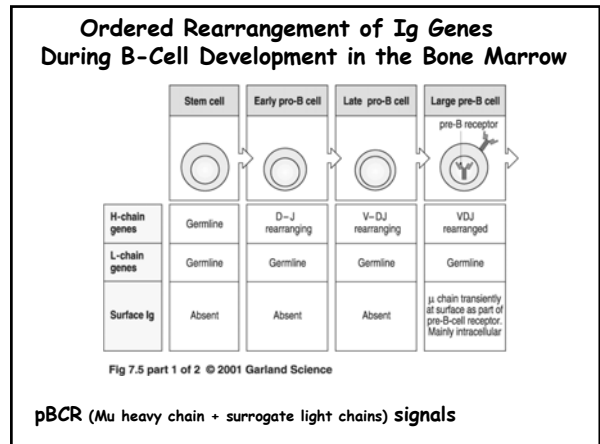 Ordered Rearrangement of Ig Genes
During B-Cell Development in the Bone Marrow
Stem cell Early pro-B cell Late pro-B cell Large pre-B cell
pre-B receptor
H-chain genes Germline D–J rearranging V–DJ rearranging VDJ rearranged
L-chain genes Germline Germline Germline Germline
Surface Ig Absent Absent Absent μ chain transiently at surface as part of pre-B-cell receptor. Mainly intracellular
Fig 7.5 part 1 of 2 © 2001 Garland Science
pBCR (Mu heavy chain + surrogate light chains) signals